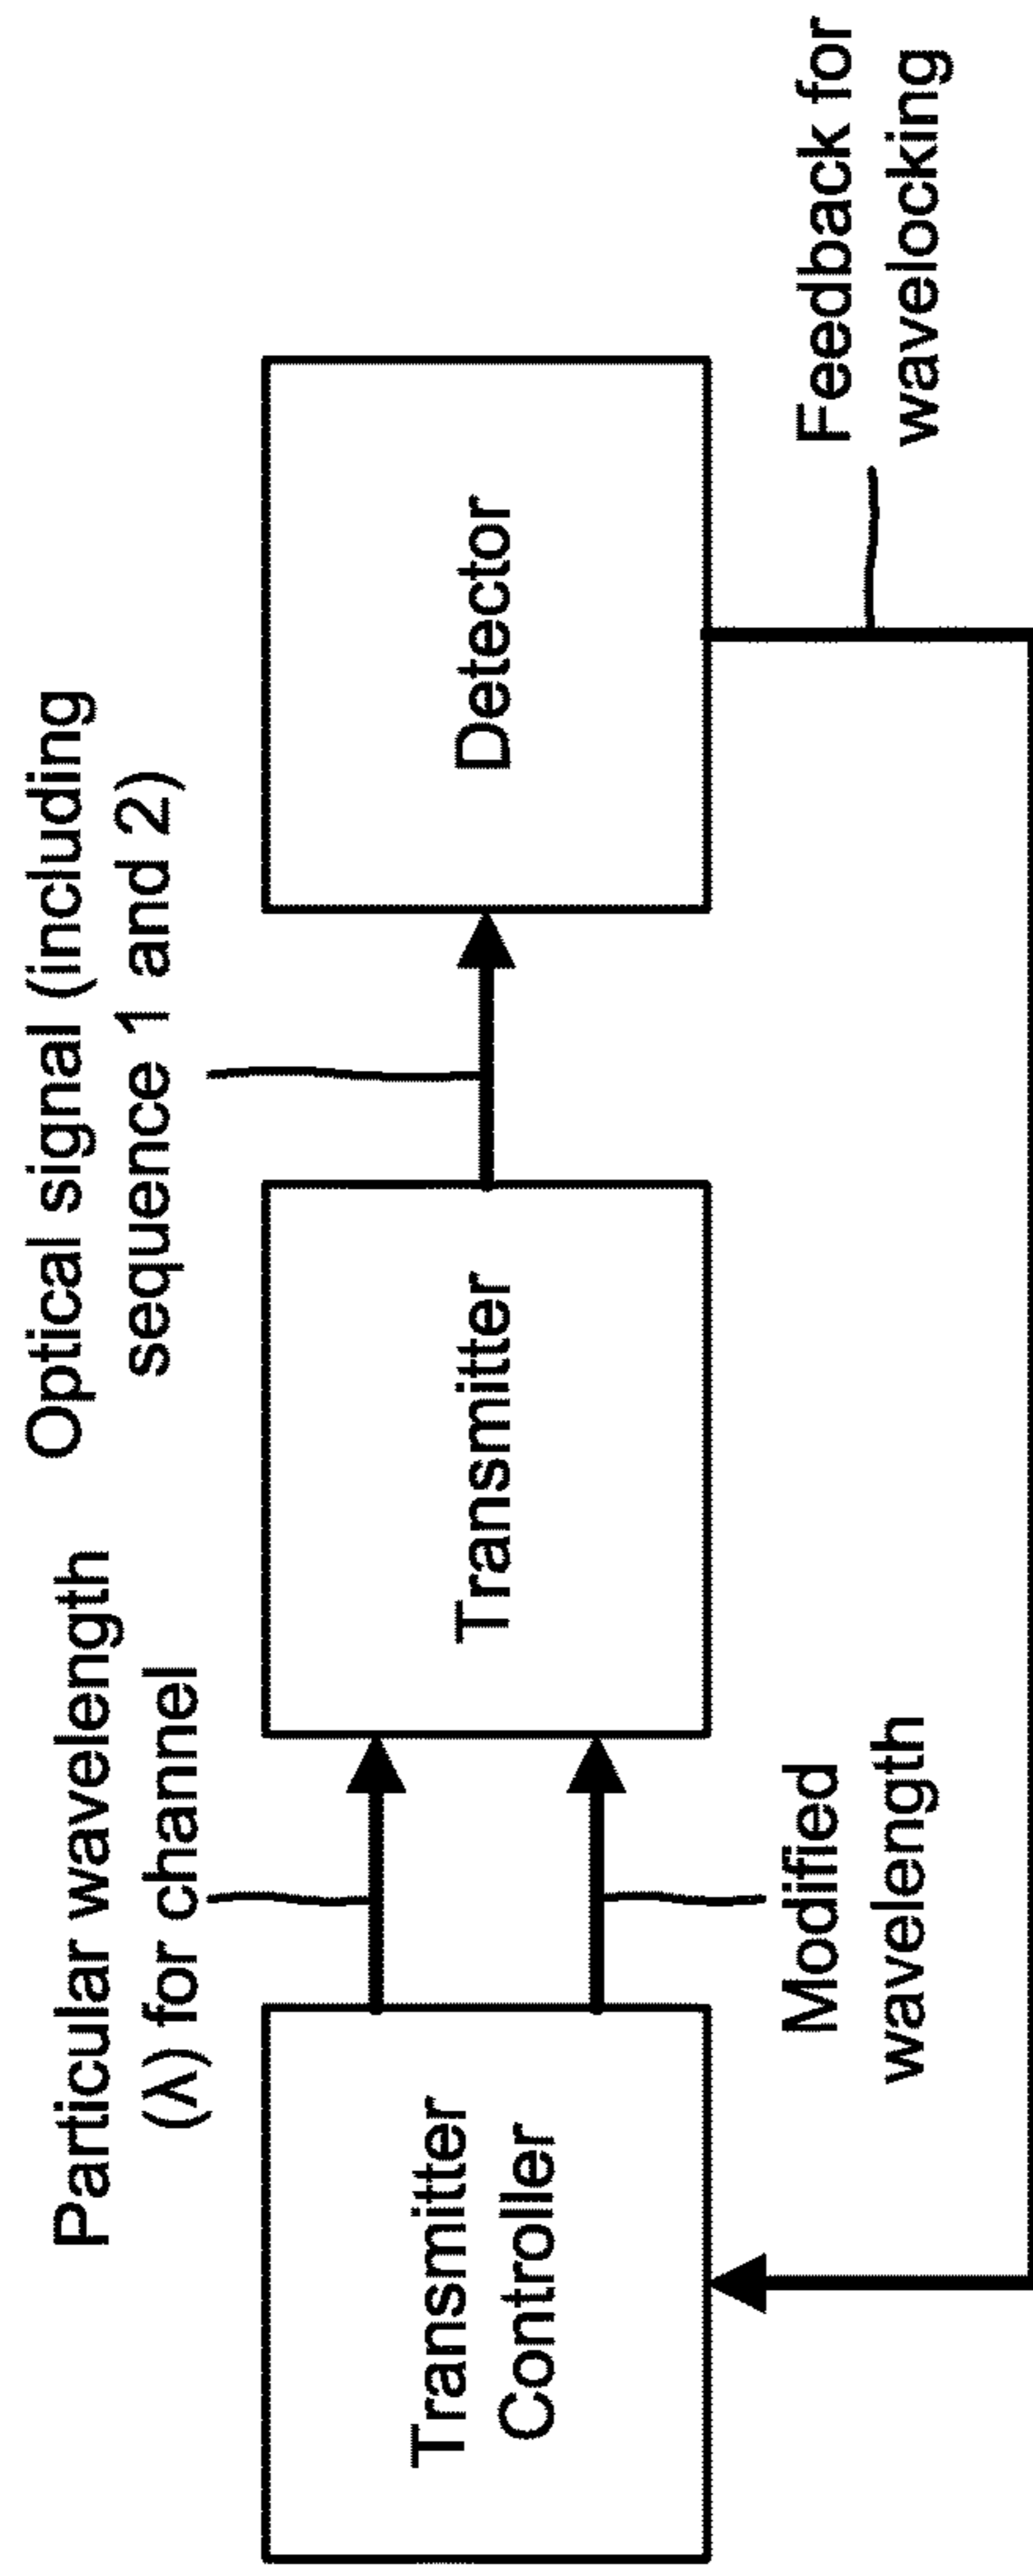 Particular wavelength
(λ) for channel
Optical signal (including
sequence 1 and 2)
Transmitter
Controller
Transmitter
Detector
Modified
wavelength
Feedback for
wavelocking